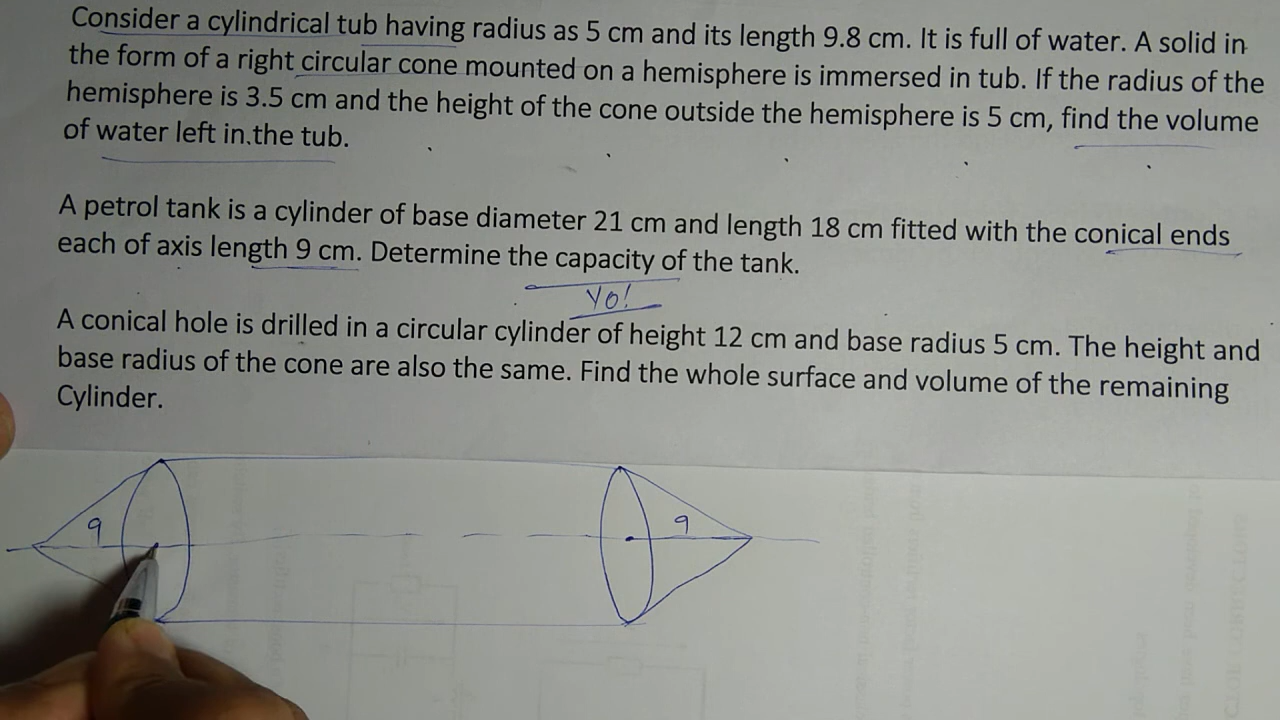 Consider a cylindrical tub having radius as 5 cm and its length 9.8 cm. It is full of water. A solid in
the form of a right circular cone mounted on a hemisphere is immersed in tub. If the radius of the
hemisphere is 3.5 cm and the height of the cone outside the hemisphere is 5 cm, find the volume
of water left in the tub.
A petrol tank is a cylinder of base diameter 21 cm and length 18 cm fitted with the conical ends
each of axis length 9 cm. Determine the capacity of the tank.
Vo!
A conical hole is drilled in a circular cylinder of height 12 cm and base radius 5 cm. The height and
base radius of the cone are also the same. Find the whole surface and volume of the remaining
Cylinder.
9 9